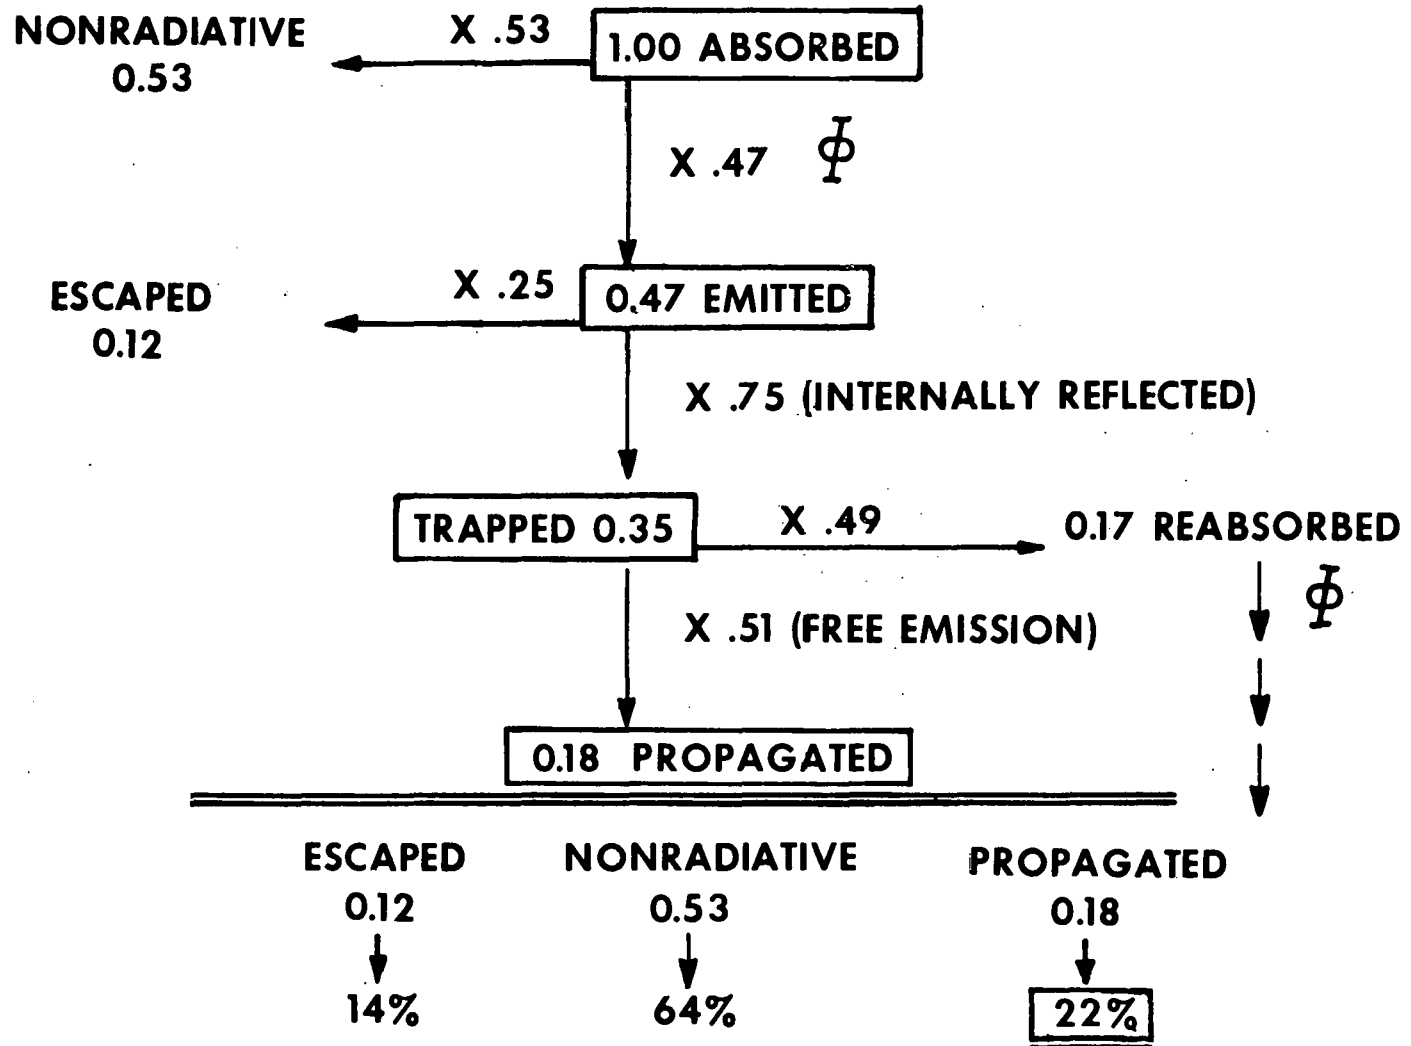 NONRADIATIVE
0.53
X .53
1.00 ABSORBED
X .47 Φ
ESCAPED
0.12
X .25
0.47 EMITTED
X .75 (INTERNALLY REFLECTED)
TRAPPED 0.35
X .49
0.17 REABSORBED
Φ
X .51 (FREE EMISSION)
0.18 PROPAGATED
ESCAPED
0.12
14%
NONRADIATIVE
0.53
64%
PROPAGATED
0.18
22%